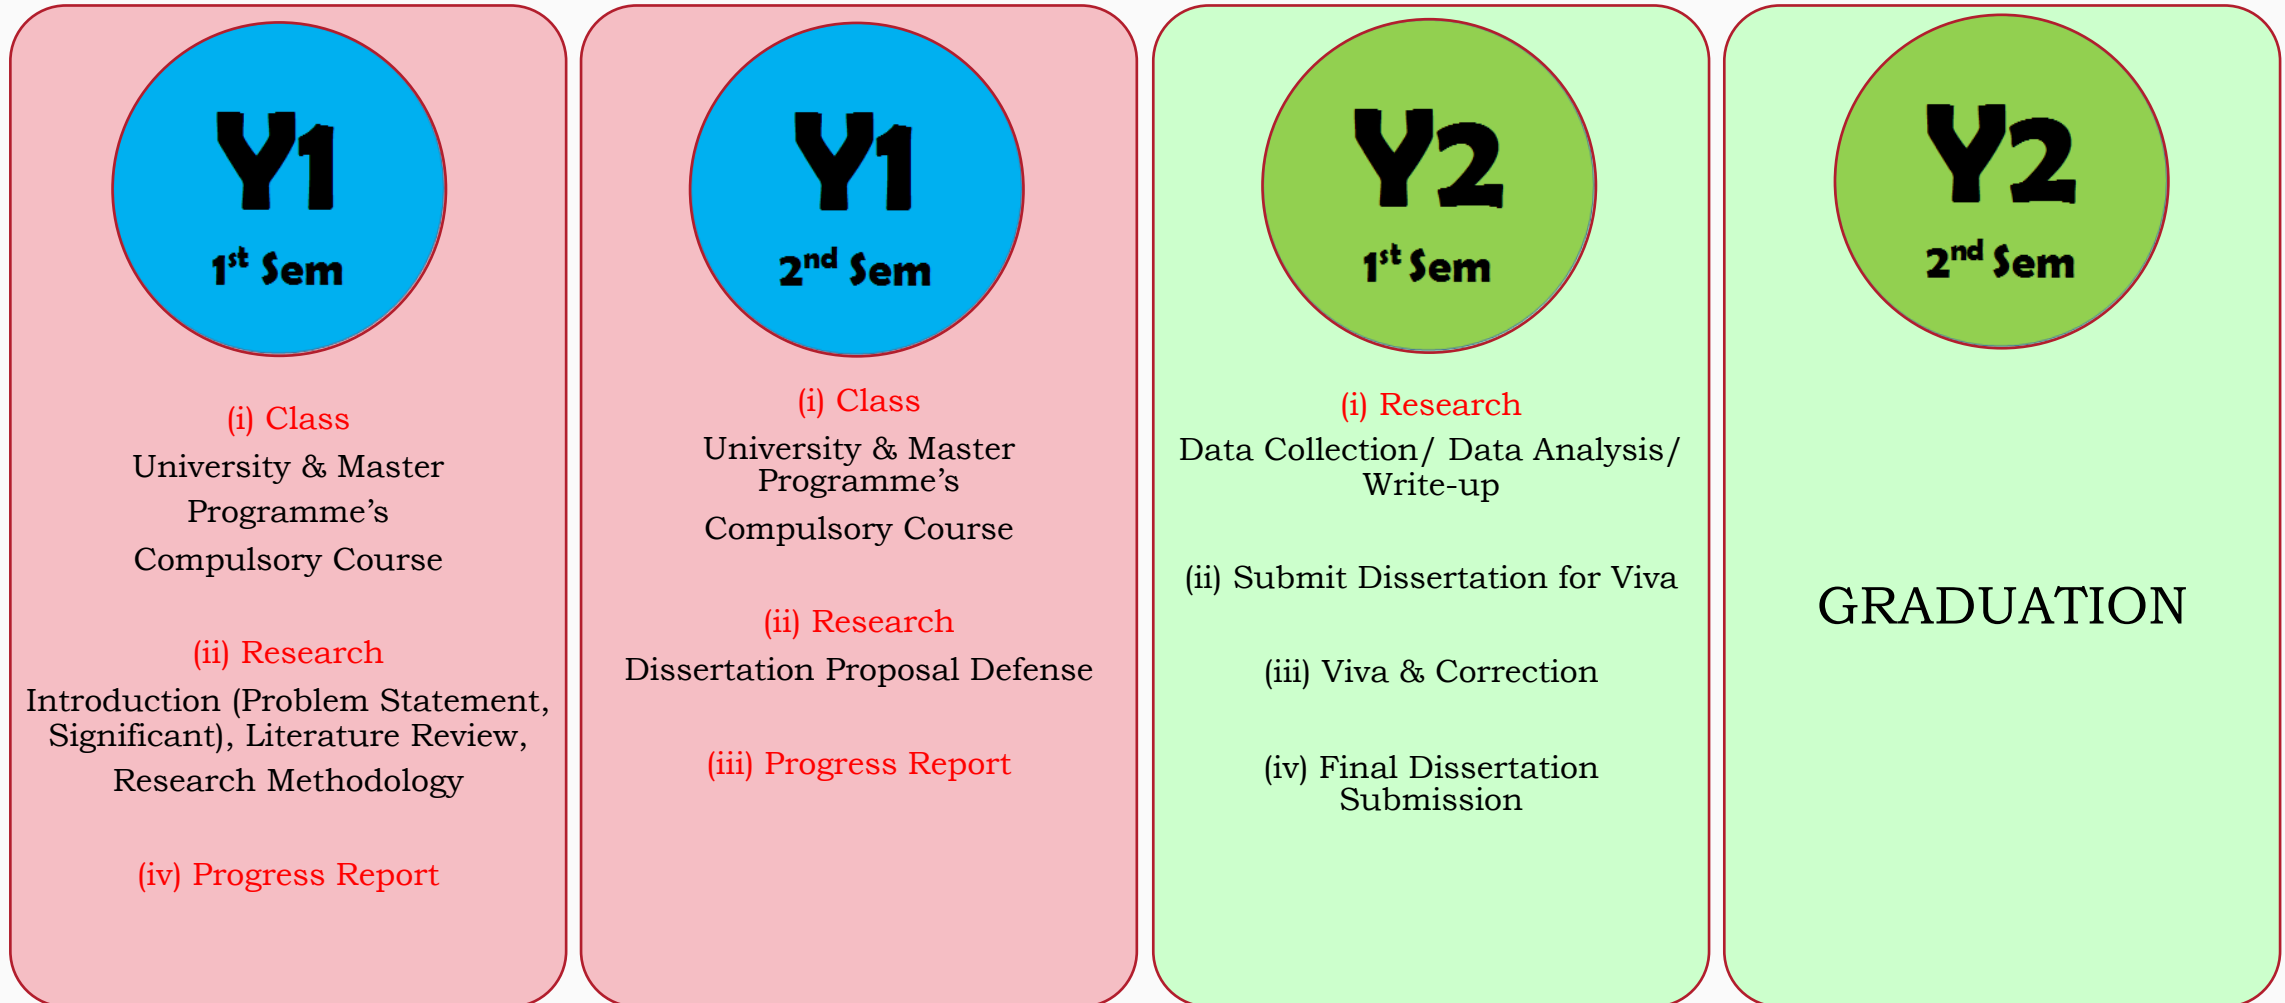 Y1
1st Sem
(i) Class
University & Master
Programme’s
Compulsory Course
(ii) Research
Introduction (Problem Statement,
Significant), Literature Review,
Research Methodology
(iv) Progress Report
Y1
2nd Sem
(i) Class
University & Master
Programme’s
Compulsory Course
(ii) Research
Dissertation Proposal Defense
(iii) Progress Report
Y2
1st Sem
(i) Research
Data Collection/ Data Analysis/
Write-up
(ii) Submit Dissertation for Viva
(iii) Viva & Correction
(iv) Final Dissertation
Submission
Y2
2nd Sem
GRADUATION